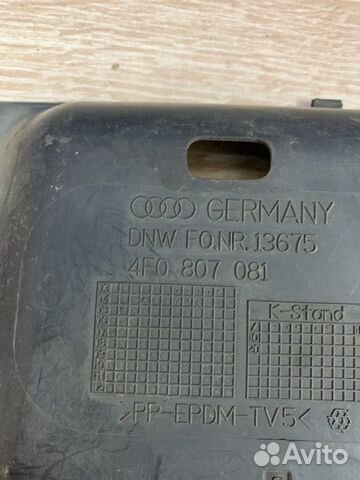 GERMANY
DNW FO.NR.13675
4F0 807 081
K-Stand
>PP-EPDM-TV5<
Avito